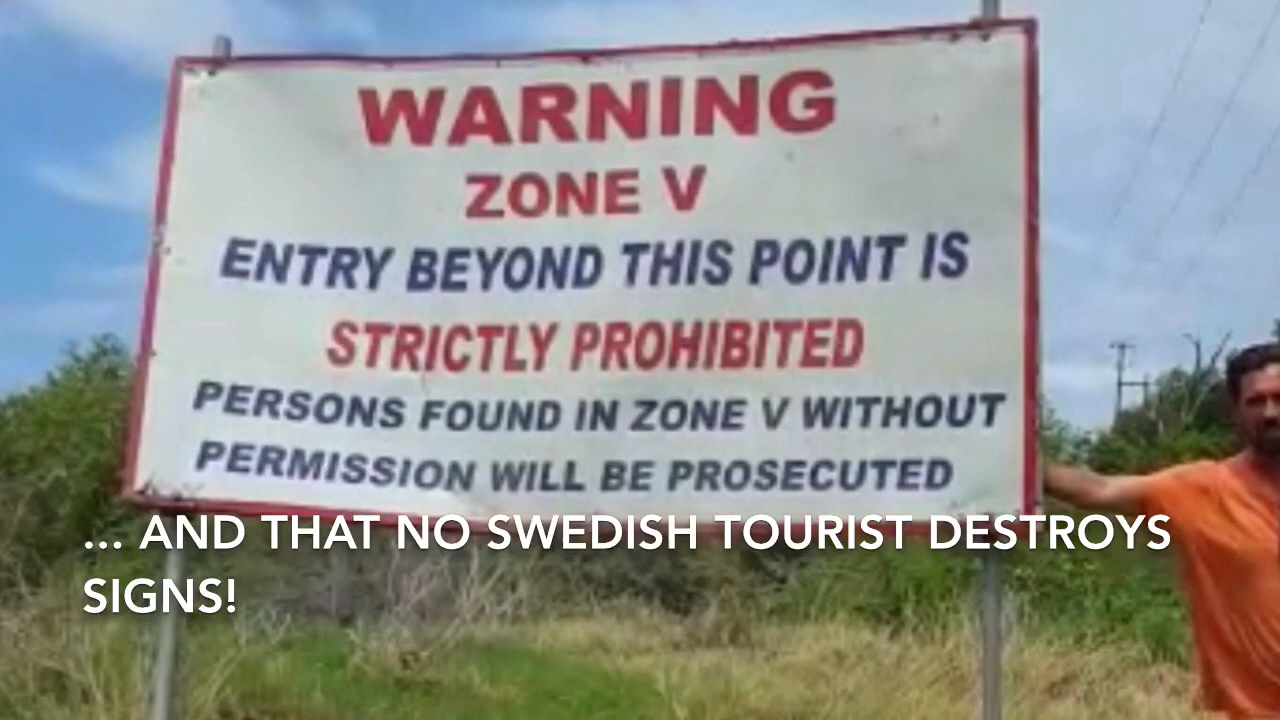 WARNING
ZONE V
ENTRY BEYOND THIS POINT IS
STRICTLY PROHIBITED
PERSONS FOUND IN ZONE V WITHOUT
PERMISSION WILL BE PROSECUTED
... AND THAT NO SWEDISH TOURIST DESTROYS
SIGNS!